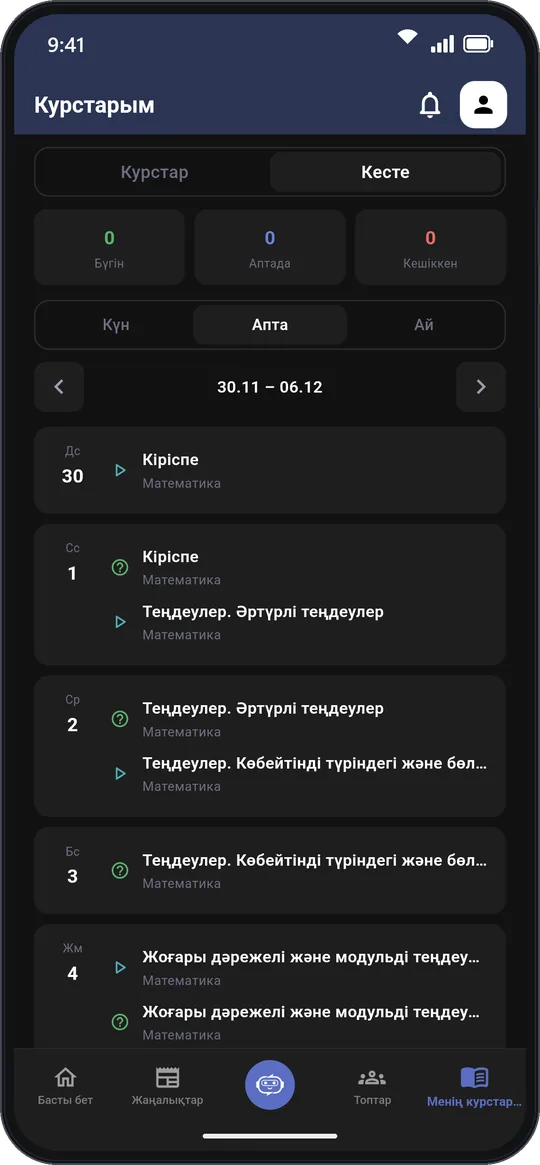 9:41
Курстарым
Курстар Кесте
0 0 0
Бүгін Аптада Кешіккен
Күн Апта Ай
30.11 – 06.12
Дс
30
Кіріспе
Математика
Сс
1
Кіріспе
Математика
Теңдеулер. Әртүрлі теңдеулер
Математика
Ср
2
Теңдеулер. Әртүрлі теңдеулер
Математика
Теңдеулер. Көбейтінді түріндегі және бөл...
Математика
Бс
3
Теңдеулер. Көбейтінді түріндегі және бөл...
Математика
Жм
4
Жоғары дәрежелі және модульді теңдеу...
Математика
Жоғары дәрежелі және модульді теңдеу...
Математика
Басты бет Жаңалықтар Топтар Менің курстар...